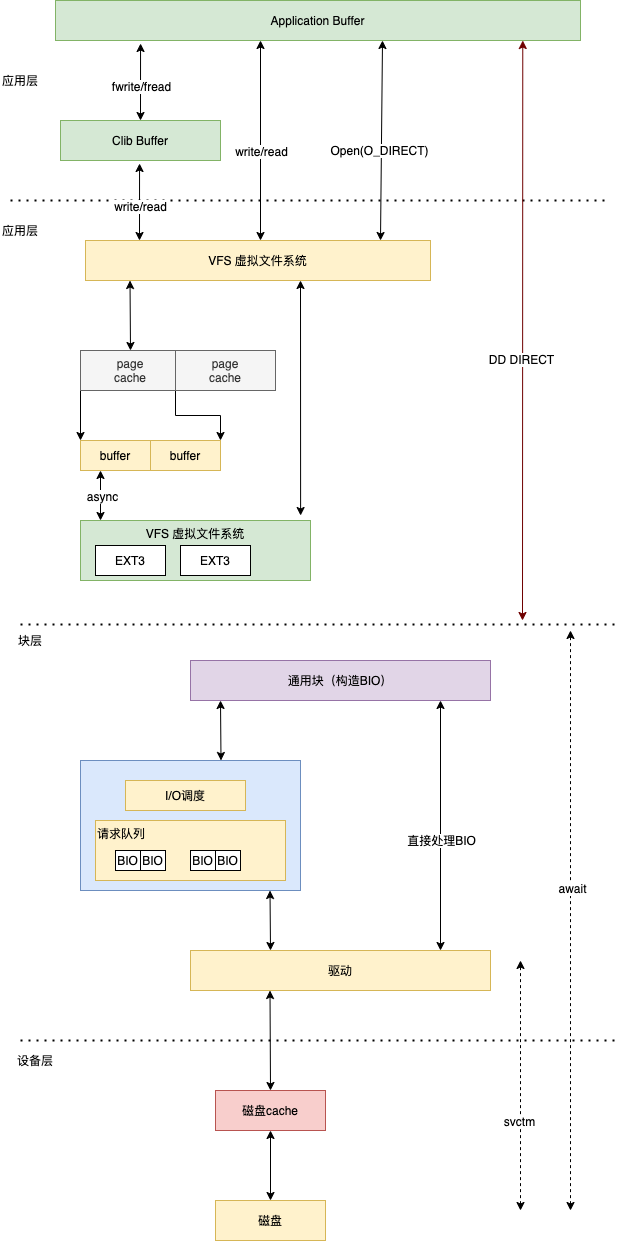 Application Buffer
应用层
fwrite/fread
Clib Buffer
write/read
Open(O_DIRECT)
write/read
应用层
VFS 虚拟文件系统
DD DIRECT
page
cache
page
cache
buffer
buffer
async
VFS 虚拟文件系统
EXT3
EXT3
块层
通用块（构造BIO）
I/O调度
请求队列
BIO
BIO
BIO
BIO
直接处理BIO
await
驱动
设备层
磁盘cache
svctm
磁盘